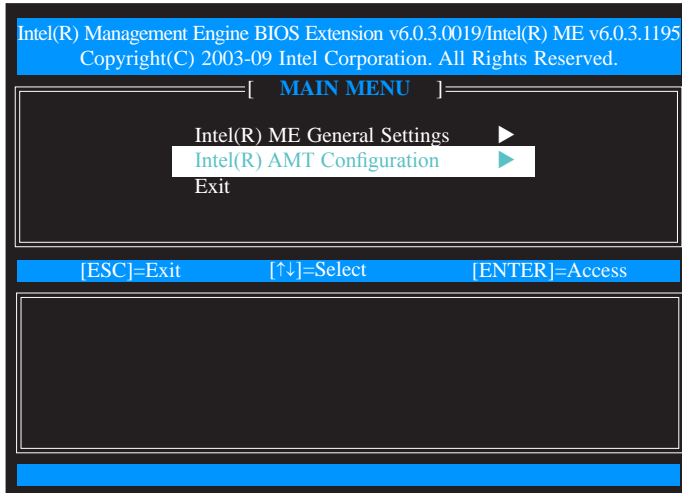 Intel(R) Management Engine BIOS Extension v6.0.3.0019/Intel(R) ME v6.0.3.1195
Copyright(C) 2003-09 Intel Corporation. All Rights Reserved.
[ MAIN MENU ]
Intel(R) ME General Settings ▶
Intel(R) AMT Configuration ▶
Exit
[ESC]=Exit [↑↓]=Select [ENTER]=Access